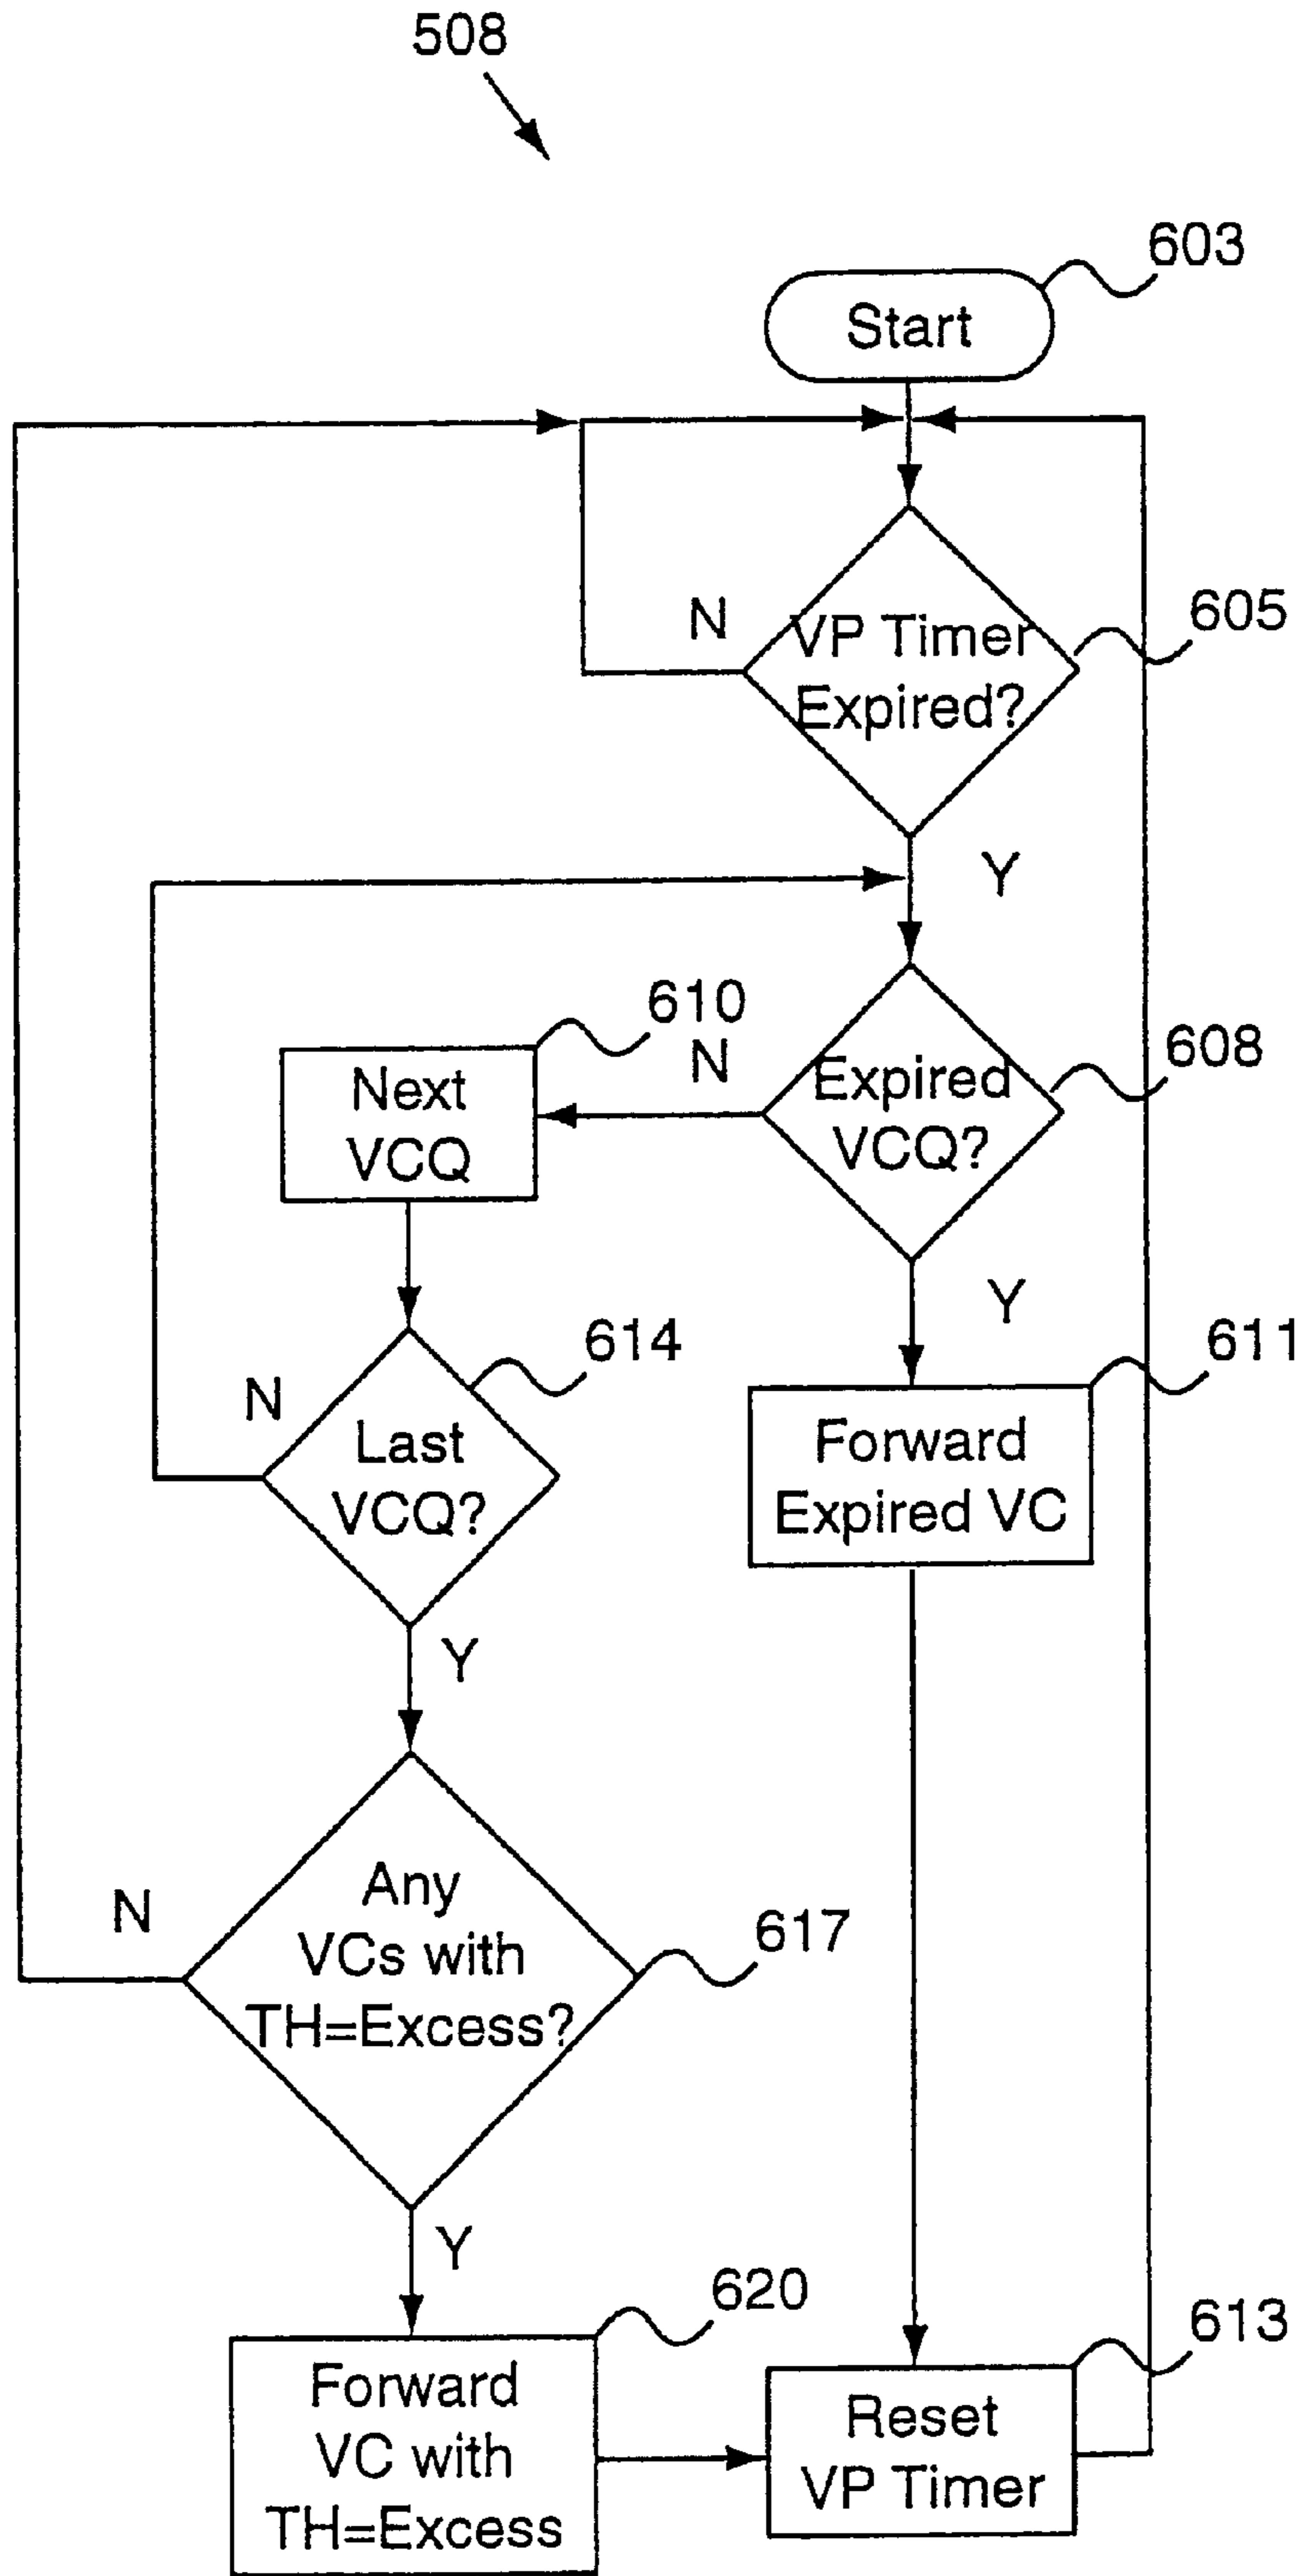 508
603
Start
N
VP Timer
Expired?
605
Y
610
Next
VCQ
N
Expired
VCQ?
608
Y
614
N
Last
VCQ?
611
Forward
Expired VC
Y
N
Any
VCs with
TH=Excess?
617
Y
620
Forward
VC with
TH=Excess
613
Reset
VP Timer